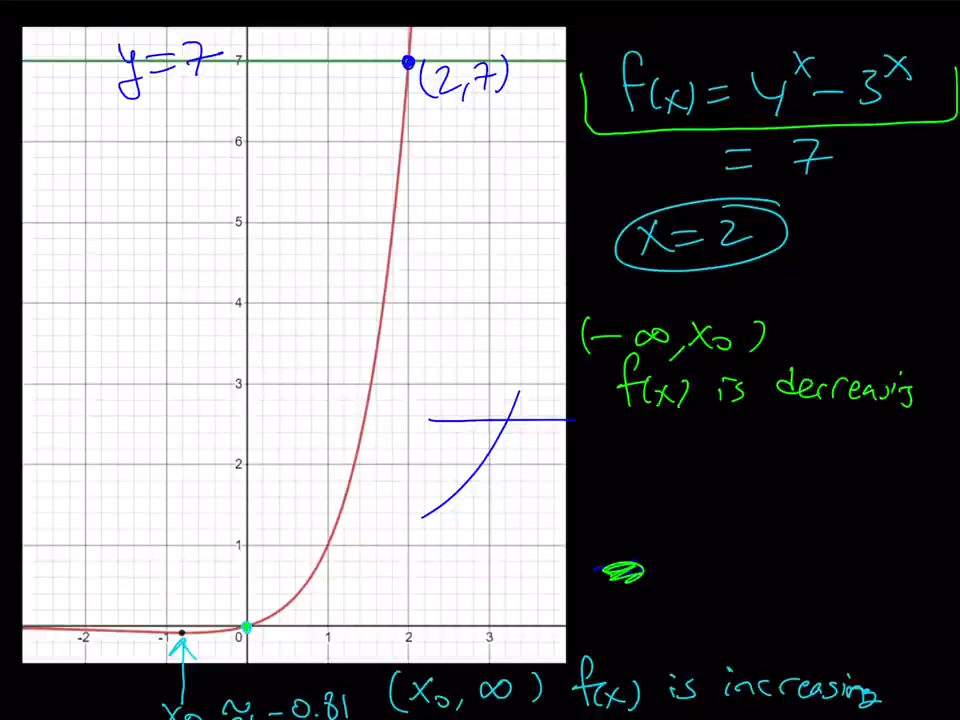 y = 7
(2,7)
7
6
5
4
3
2
1
-2 -1 0 1 2 3
f(x) = 4^x - 3^x
= 7
x = 2
(-∞, x₀)
f(x) is decreasig
x₀ ≈ -0.81
(x₀, ∞) f(x) is increasing